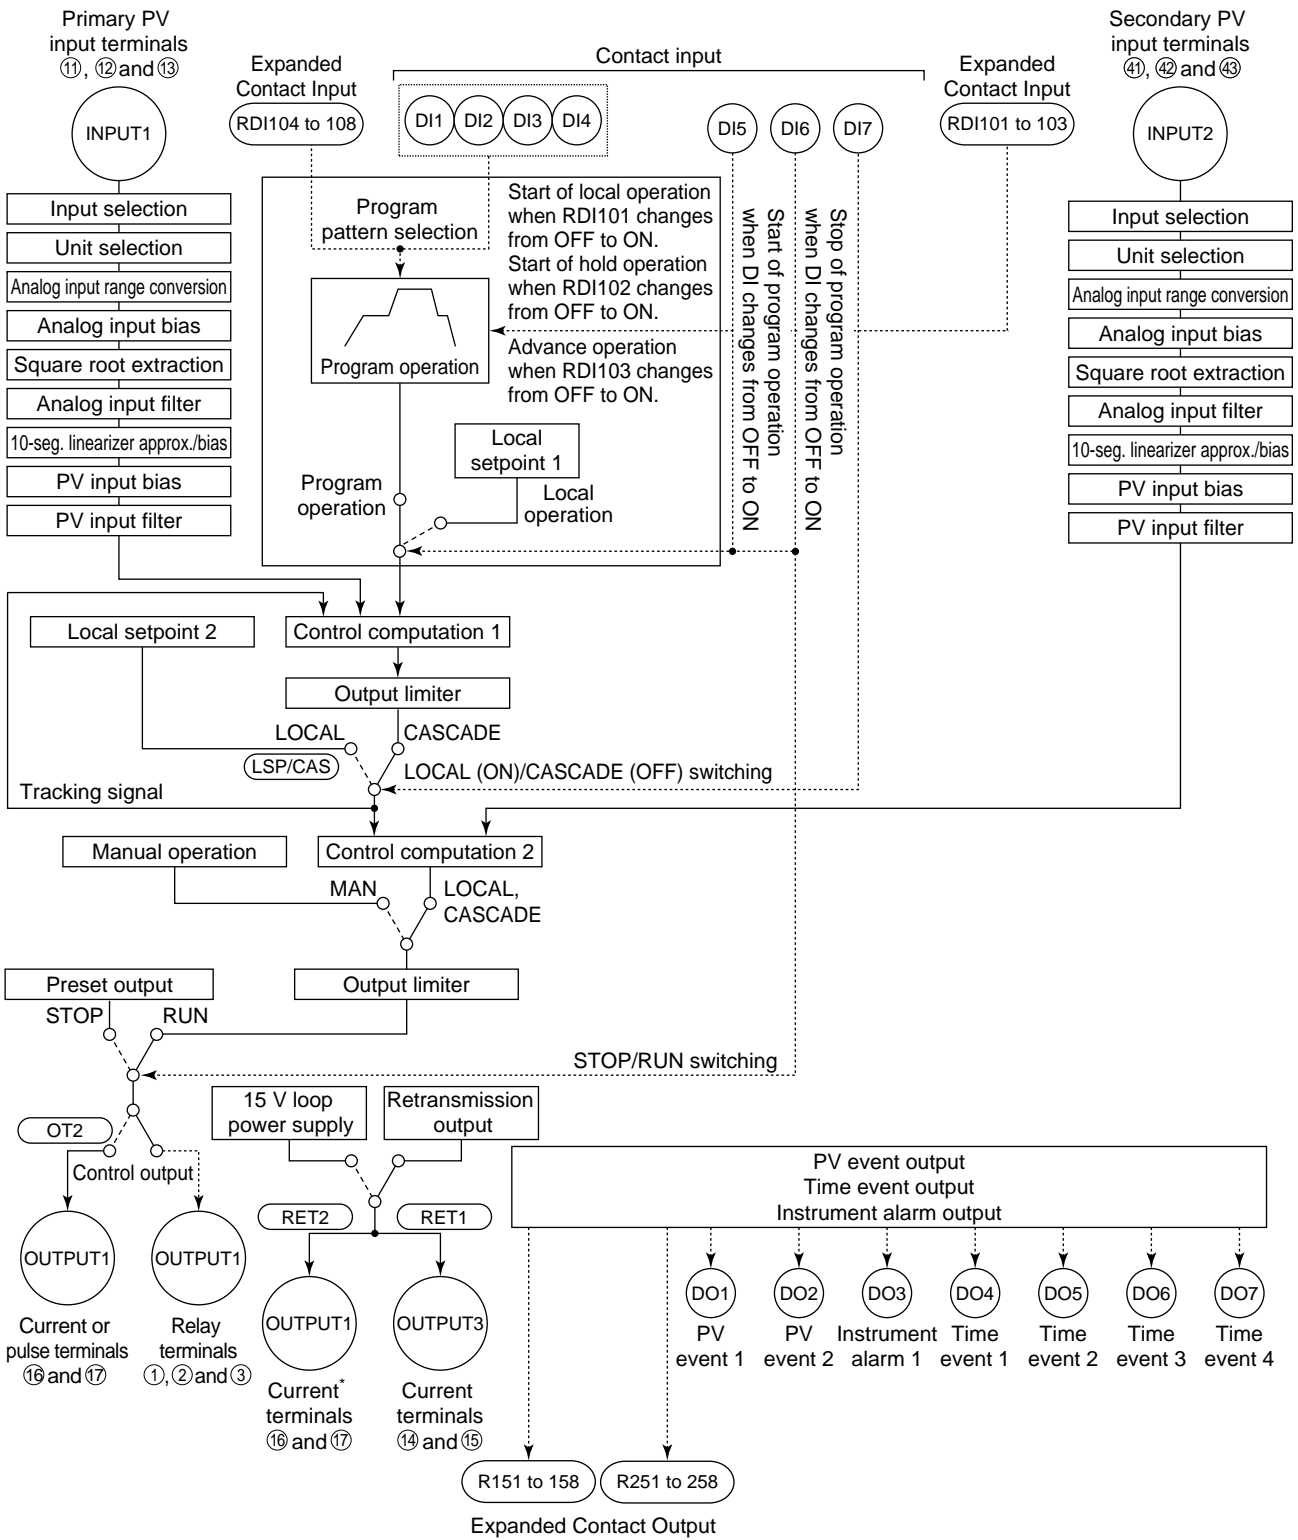 Primary PV
input terminals
⑪, ⑫ and ⑬
Secondary PV
input terminals
㊶, ㊷ and ㊸
Contact input
Expanded
Contact Input
RDI104 to 108
Expanded
Contact Input
RDI101 to 103
INPUT1
DI1
DI2
DI3
DI4
DI5
DI6
DI7
INPUT2
Input selection
Unit selection
Analog input range conversion
Analog input bias
Square root extraction
Analog input filter
10-seg. linearizer approx./bias
PV input bias
PV input filter
Program
pattern selection
Program operation
Start of local operation
when RDI101 changes
from OFF to ON.
Start of hold operation
when RDI102 changes
from OFF to ON.
Advance operation
when RDI103 changes
from OFF to ON.
Start of program operation
when DI changes from OFF to ON
Stop of program operation
when DI changes from OFF to ON
Input selection
Unit selection
Analog input range conversion
Analog input bias
Square root extraction
Analog input filter
10-seg. linearizer approx./bias
PV input bias
PV input filter
Local
setpoint 1
Program
operation
Local
operation
Local setpoint 2
Control computation 1
Output limiter
LOCAL
CASCADE
LSP/CAS
LOCAL (ON)/CASCADE (OFF) switching
Tracking signal
Manual operation
Control computation 2
MAN
LOCAL,
CASCADE
Preset output
Output limiter
STOP
RUN
STOP/RUN switching
15 V loop
power supply
Retransmission
output
OT2
Control output
RET2
RET1
PV event output
Time event output
Instrument alarm output
OUTPUT1
OUTPUT1
OUTPUT1
OUTPUT3
DO1
DO2
DO3
DO4
DO5
DO6
DO7
Current or
pulse terminals
⑯ and ⑰
Relay
terminals
①, ② and ③
Current*
terminals
⑯ and ⑰
Current
terminals
⑭ and ⑮
PV
event 1
PV
event 2
Instrument
alarm 1
Time
event 1
Time
event 2
Time
event 3
Time
event 4
R151 to 158
R251 to 258
Expanded Contact Output